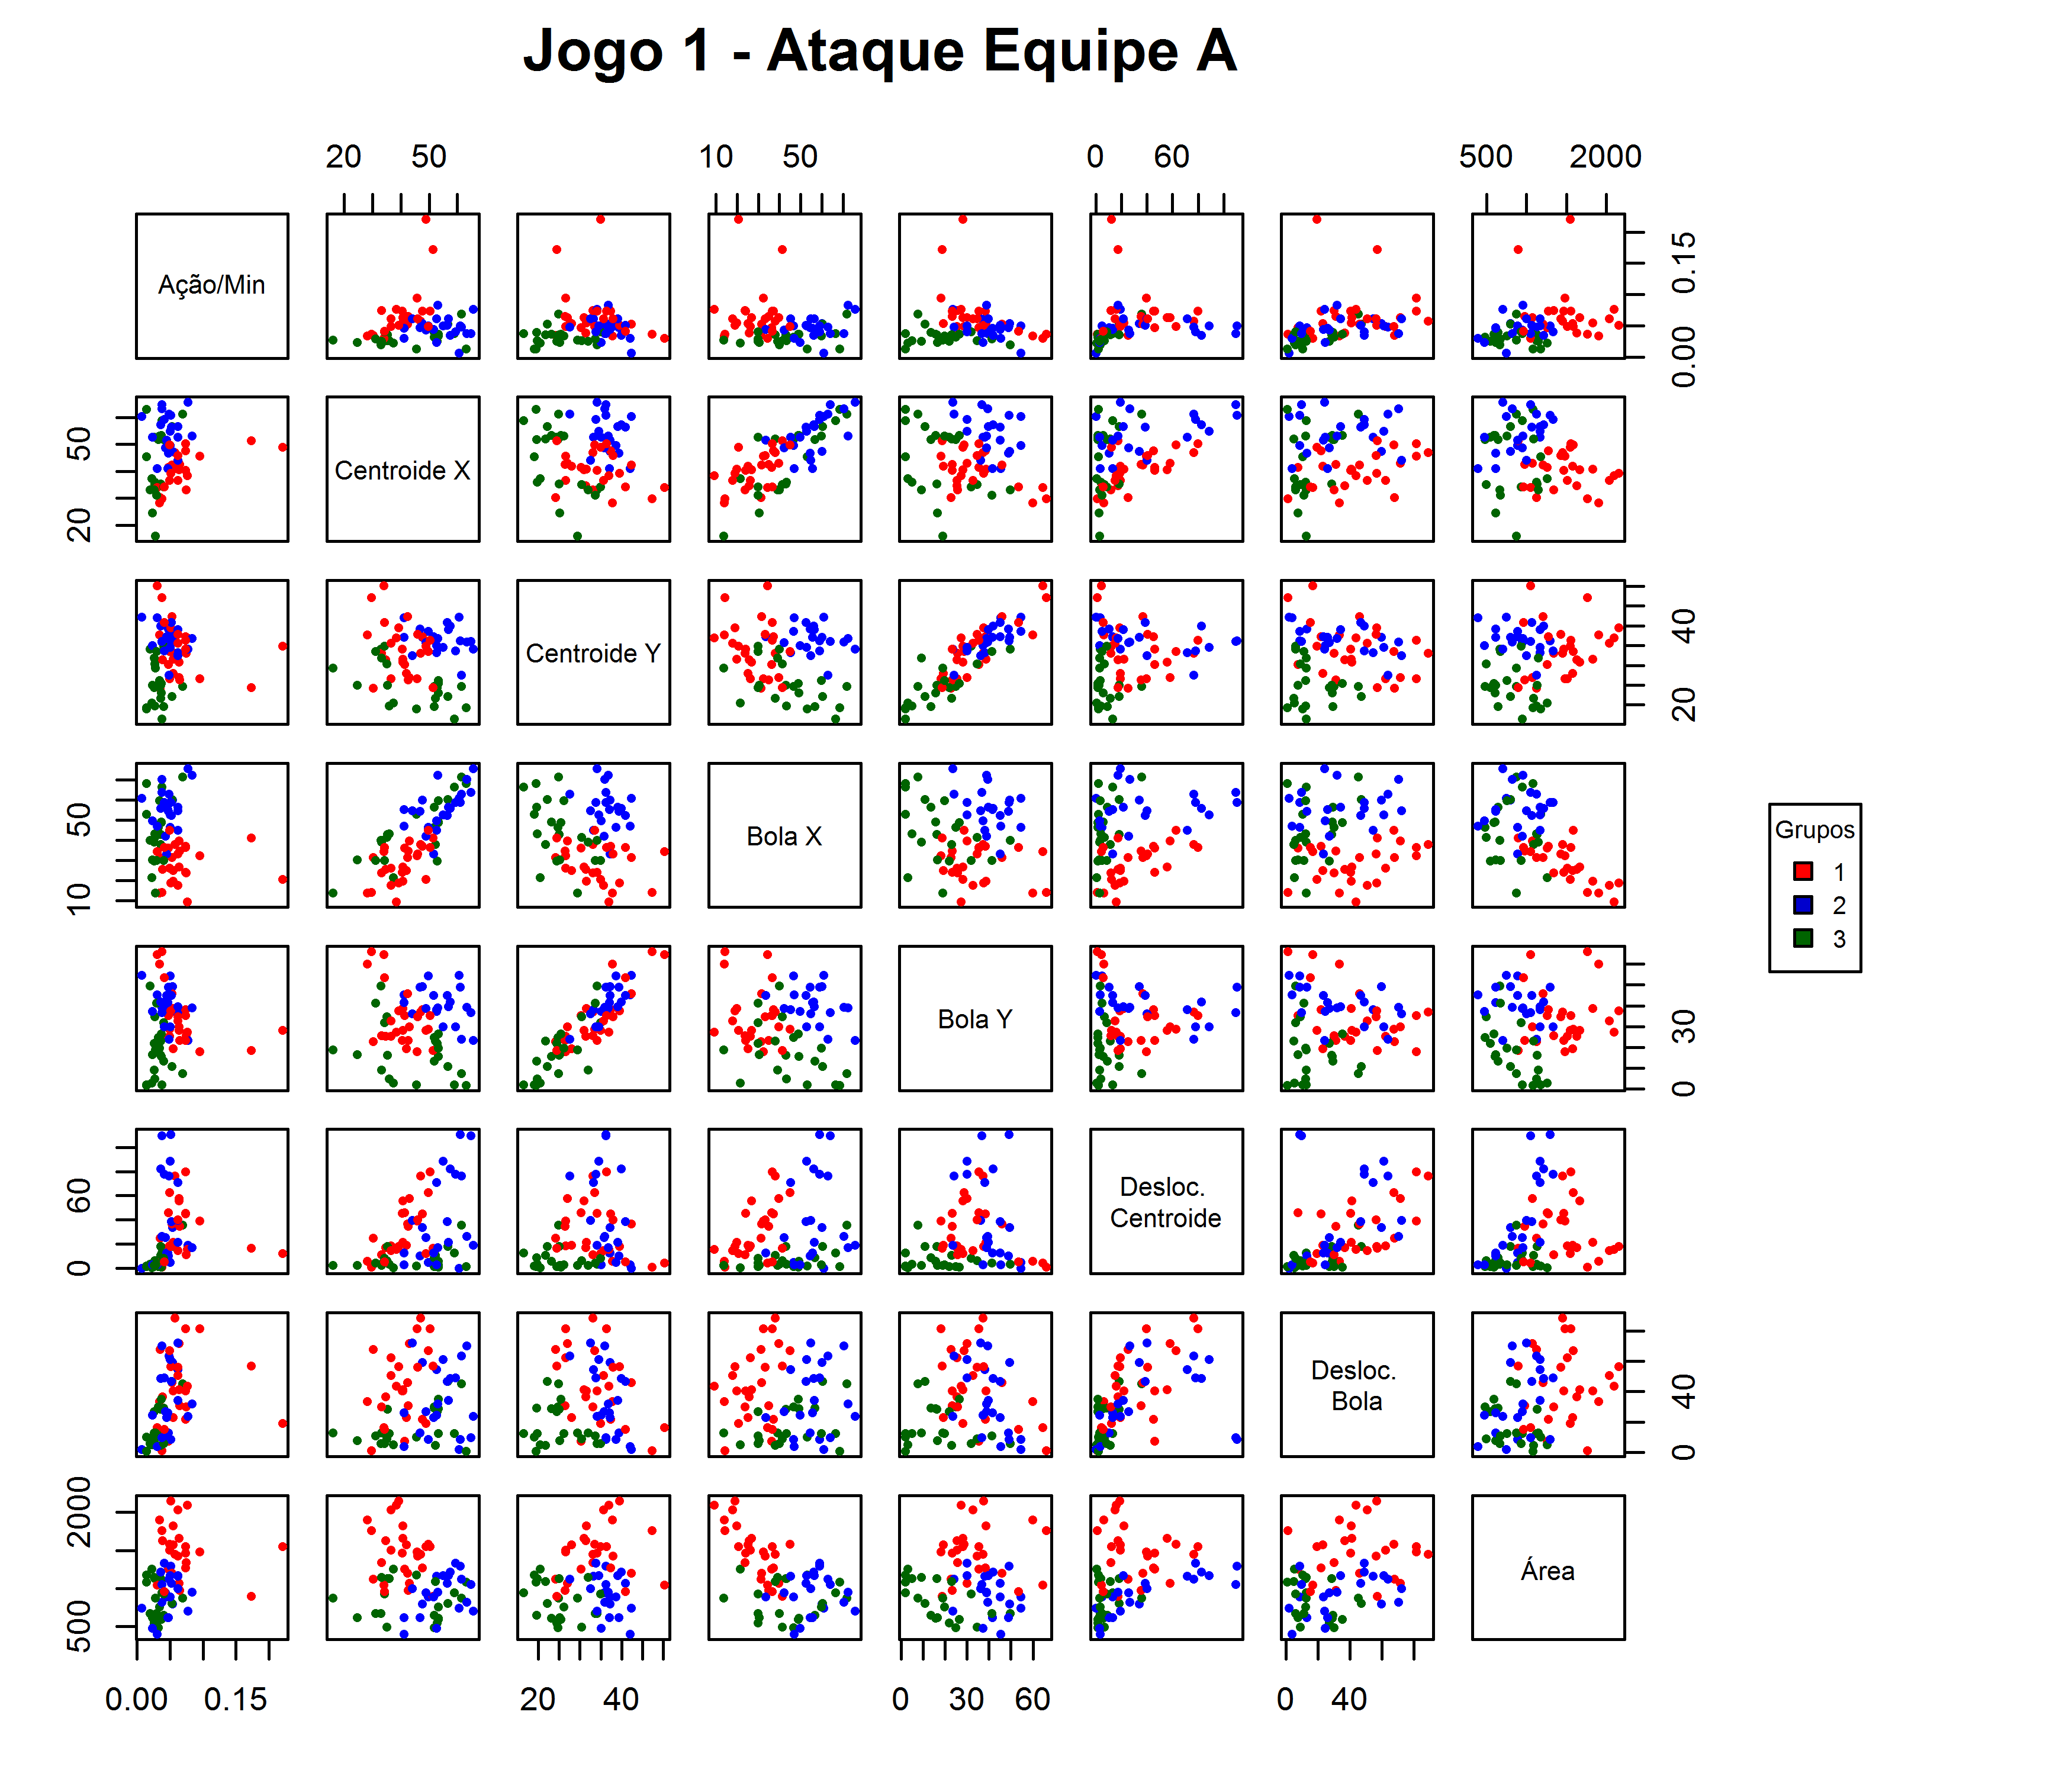 Jogo 1 - Ataque Equipe A
20 50 10 50 0 60 500 2000
Ação/Min
0.00 0.15
Centroide X
20 50
Centroide Y
20 40
Bola X
10 50
Grupos
1
2
3
Bola Y
0 30
Desloc.
Centroide
0 60
Desloc.
Bola
0 40
Área
500 2000
0.00 0.15 20 40 0 30 60 0 40